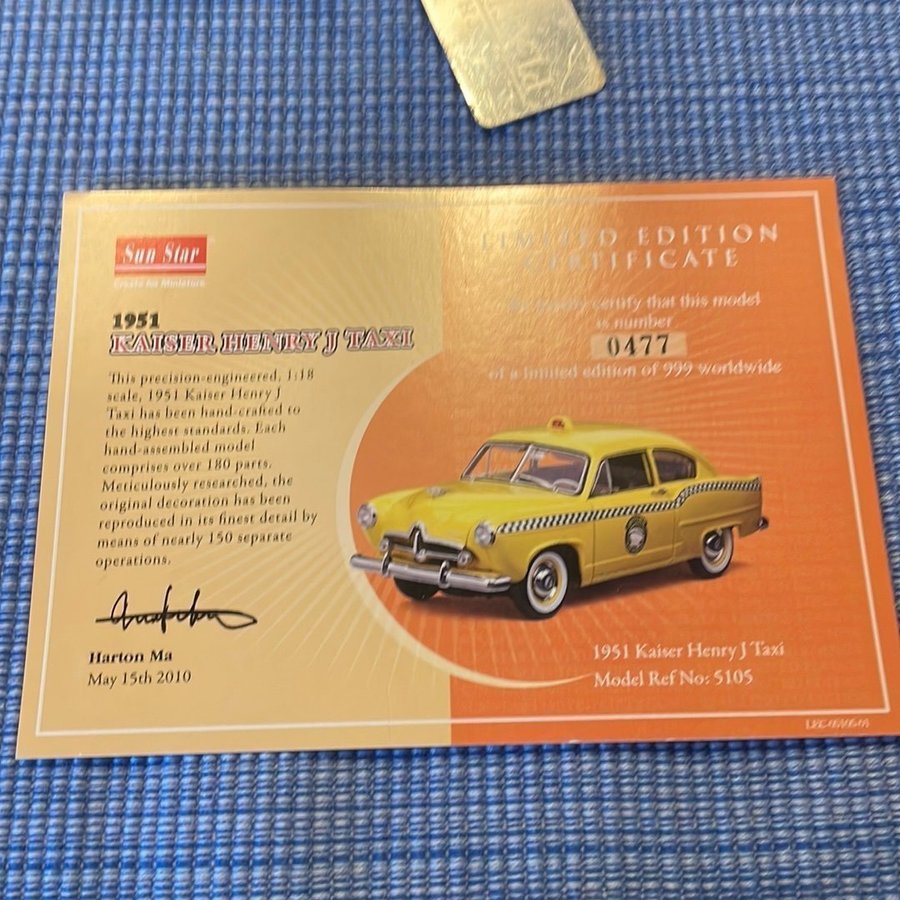 Sun Star
Create for Miniature
1951
KAISER HENRY J TAXI
This precision-engineered, 1:18
scale, 1951 Kaiser Henry J
Taxi has been hand-crafted to
the highest standards. Each
hand-assembled model
comprises over 180 parts.
Meticulously researched, the
original decoration has been
reproduced in its finest detail by
means of nearly 150 separate
operations.
Harton Ma
May 15th 2010
LIMITED EDITION
CERTIFICATE
certify that this model
is number
0477
of a limited edition of 999 worldwide
1951 Kaiser Henry J Taxi
Model Ref No: 5105